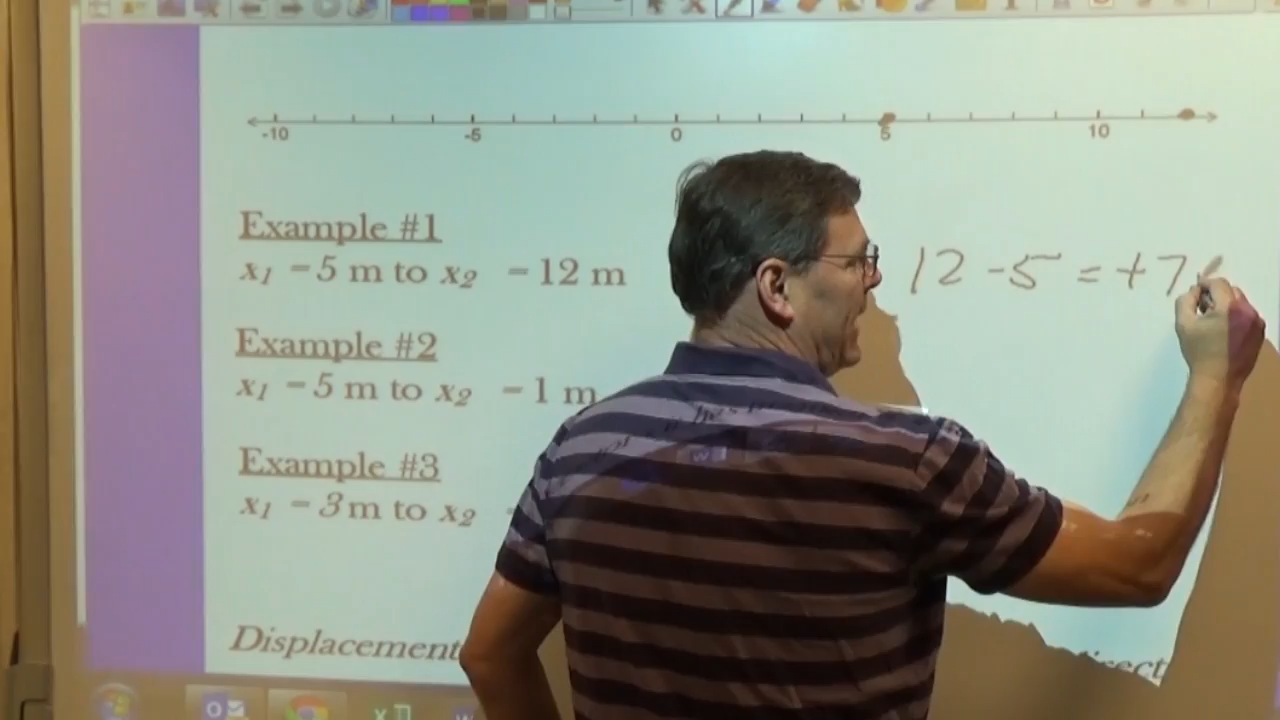 -10 -5 0 5 10
Example #1
x1 = 5 m to x2 = 12 m
12 - 5 = +7
Example #2
x1 = 5 m to x2 = 1 m
Example #3
x1 = 3 m to x2
Displacement